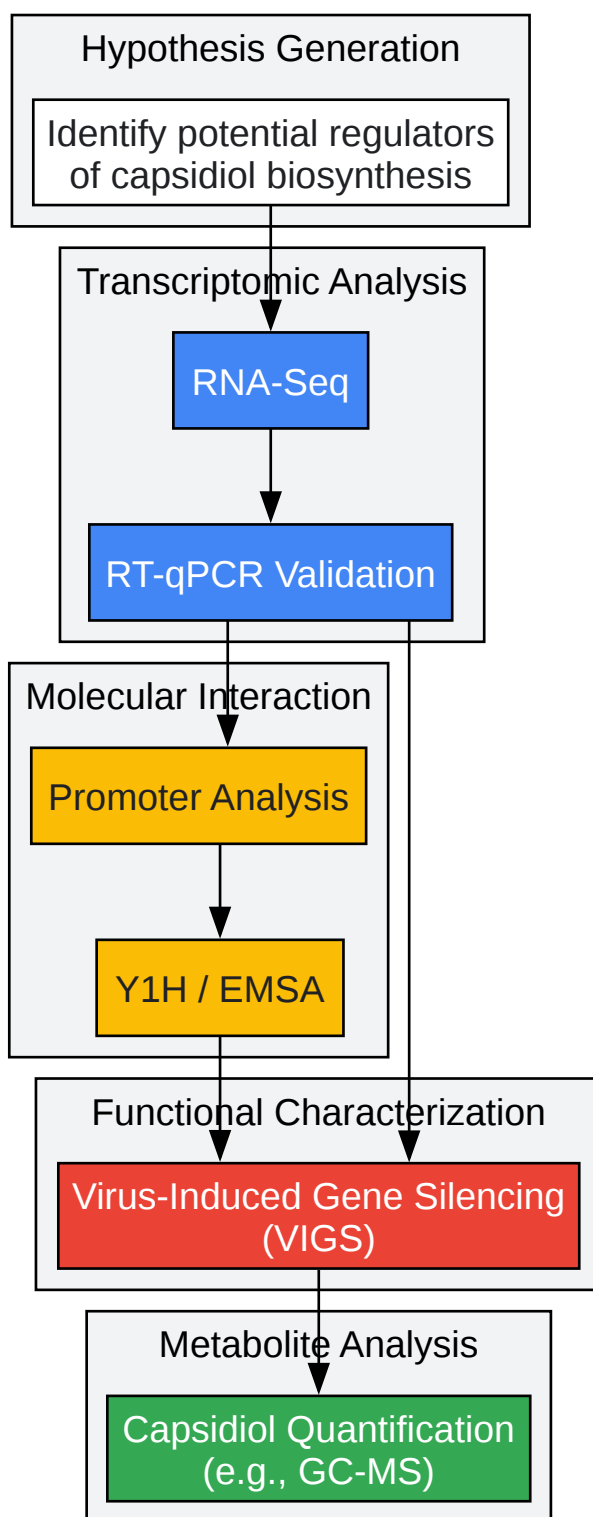 Hypothesis Generation
Identify potential regulators
of capsidiol biosynthesis
Transcriptomic Analysis
RNA-Seq
RT-qPCR Validation
Molecular Interaction
Promoter Analysis
Y1H / EMSA
Functional Characterization
Virus-Induced Gene Silencing
(VIGS)
Metabolite Analysis
Capsidiol Quantification
(e.g., GC-MS)